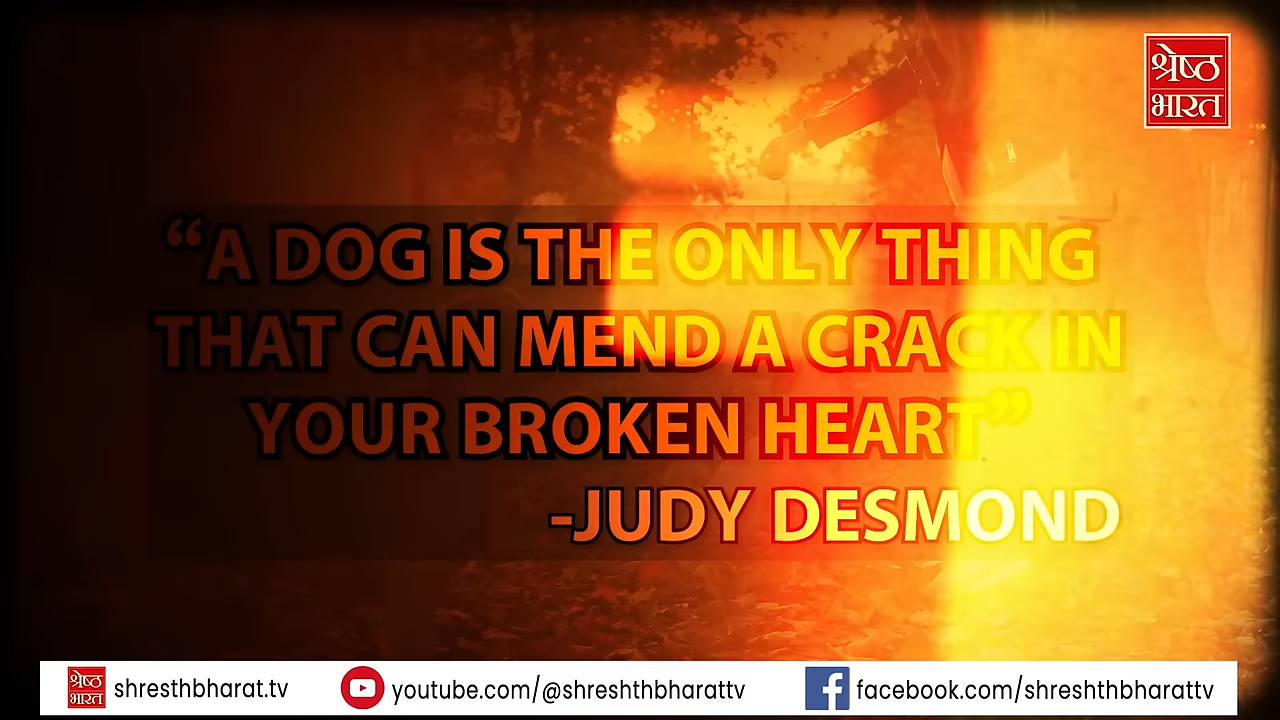 श्रेष्ठ
भारत
“A DOG IS THE ONLY THING
THAT CAN MEND A CRACK IN
YOUR BROKEN HEART”
-JUDY DESMOND
श्रेष्ठ
भारत
shresthbharat.tv
youtube.com/@shreshthbharattv
facebook.com/shreshthbharattv